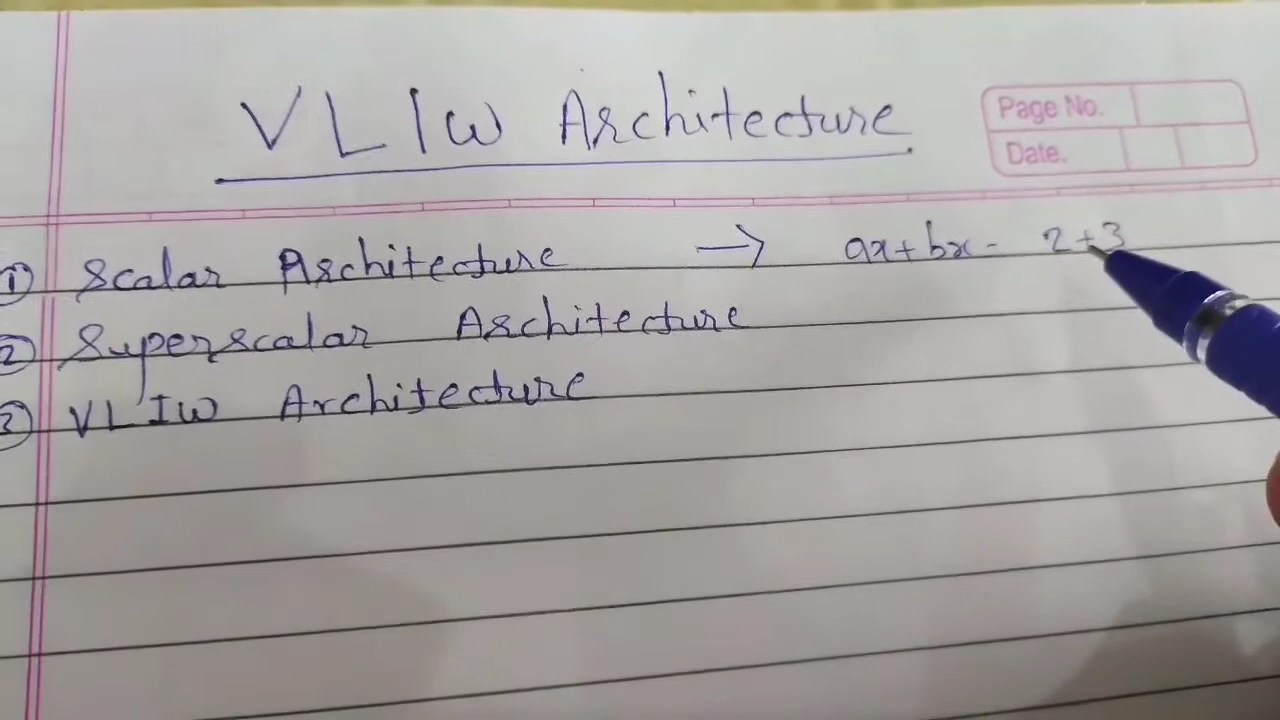 VLIW Architecture
Page No.
Date.
① Scalar Architecture → ax+bx- 2+3
② Superscalar Architecture
③ VLIW Architecture